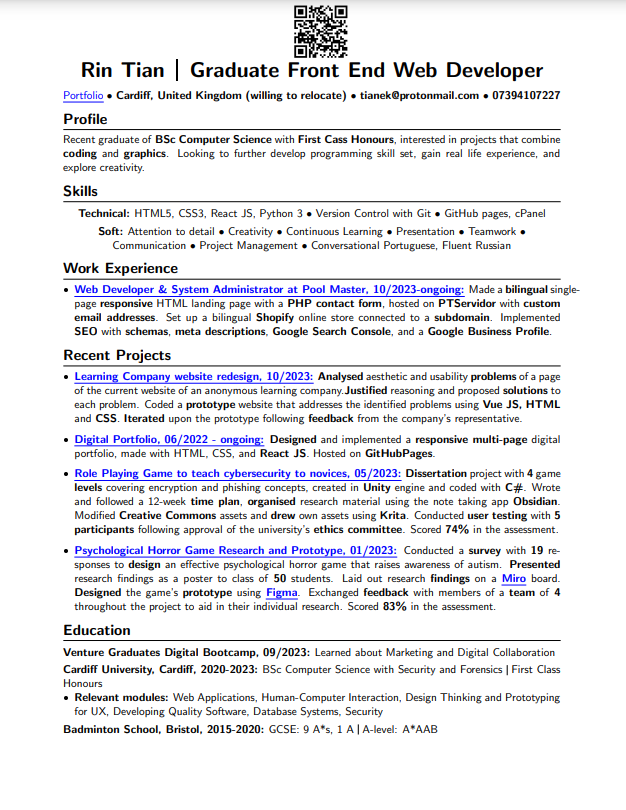 Rin Tian | Graduate Front End Web Developer
Portfolio • Cardiff, United Kingdom (willing to relocate) • tianek@protonmail.com • 07394107227
Profile
Recent graduate of BSc Computer Science with First Cass Honours, interested in projects that combine
coding and graphics. Looking to further develop programming skill set, gain real life experience, and
explore creativity.
Skills
Technical: HTML5, CSS3, React JS, Python 3 • Version Control with Git • GitHub pages, cPanel
Soft: Attention to detail • Creativity • Continuous Learning • Presentation • Teamwork •
Communication • Project Management • Conversational Portuguese, Fluent Russian
Work Experience
• Web Developer & System Administrator at Pool Master, 10/2023-ongoing: Made a bilingual single-
page responsive HTML landing page with a PHP contact form, hosted on PTServidor with custom
email addresses. Set up a bilingual Shopify online store connected to a subdomain. Implemented
SEO with schemas, meta descriptions, Google Search Console, and a Google Business Profile.
Recent Projects
• Learning Company website redesign, 10/2023: Analysed aesthetic and usability problems of a page
of the current website of an anonymous learning company.Justified reasoning and proposed solutions to
each problem. Coded a prototype website that addresses the identified problems using Vue JS, HTML
and CSS. Iterated upon the prototype following feedback from the company's representative.
• Digital Portfolio, 06/2022 - ongoing: Designed and implemented a responsive multi-page digital
portfolio, made with HTML, CSS, and React JS. Hosted on GitHubPages.
• Role Playing Game to teach cybersecurity to novices, 05/2023: Dissertation project with 4 game
levels covering encryption and phishing concepts, created in Unity engine and coded with C#. Wrote
and followed a 12-week time plan, organised research material using the note taking app Obsidian.
Modified Creative Commons assets and drew own assets using Krita. Conducted user testing with 5
participants following approval of the university's ethics committee. Scored 74% in the assessment.
• Psychological Horror Game Research and Prototype, 01/2023: Conducted a survey with 19 re-
sponses to design an effective psychological horror game that raises awareness of autism. Presented
research findings as a poster to class of 50 students. Laid out research findings on a Miro board.
Designed the game's prototype using Figma. Exchanged feedback with members of a team of 4
throughout the project to aid in their individual research. Scored 83% in the assessment.
Education
Venture Graduates Digital Bootcamp, 09/2023: Learned about Marketing and Digital Collaboration
Cardiff University, Cardiff, 2020-2023: BSc Computer Science with Security and Forensics | First Class
Honours
• Relevant modules: Web Applications, Human-Computer Interaction, Design Thinking and Prototyping
for UX, Developing Quality Software, Database Systems, Security
Badminton School, Bristol, 2015-2020: GCSE: 9 A*s, 1 A | A-level: A*AAB